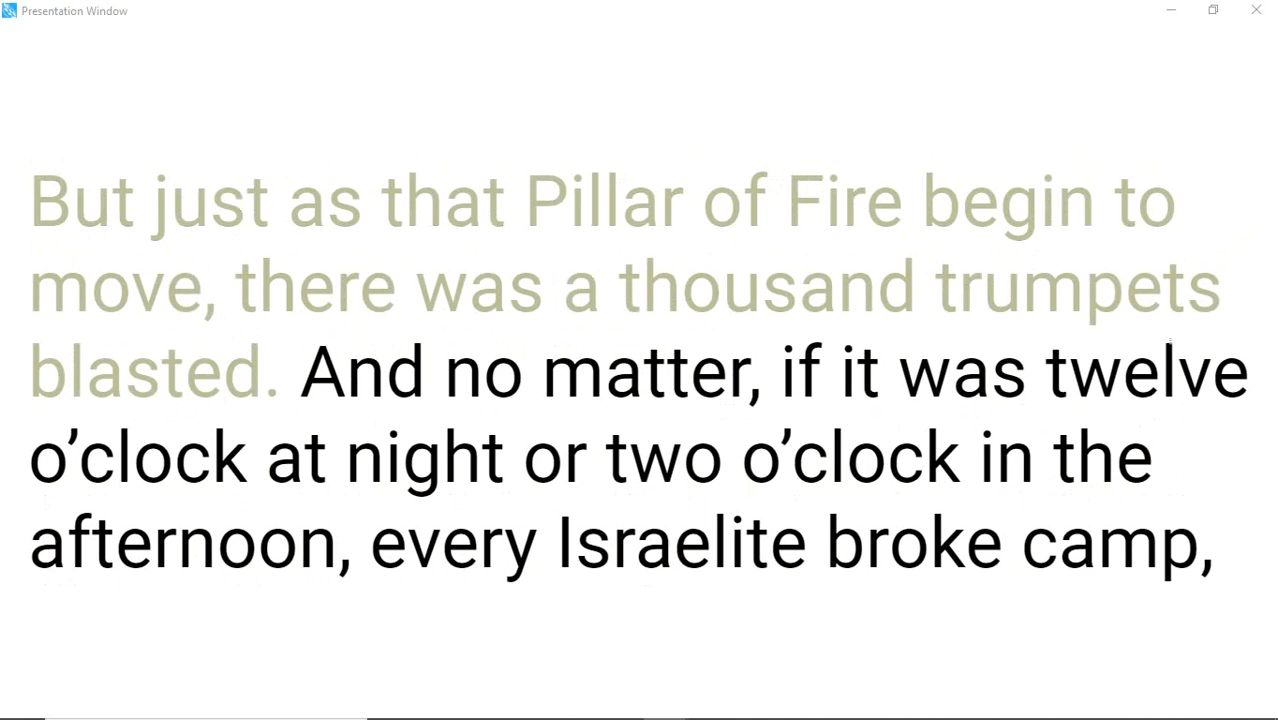 Presentation Window
But just as that Pillar of Fire begin to
move, there was a thousand trumpets
blasted. And no matter, if it was twelve
o’clock at night or two o’clock in the
afternoon, every Israelite broke camp,